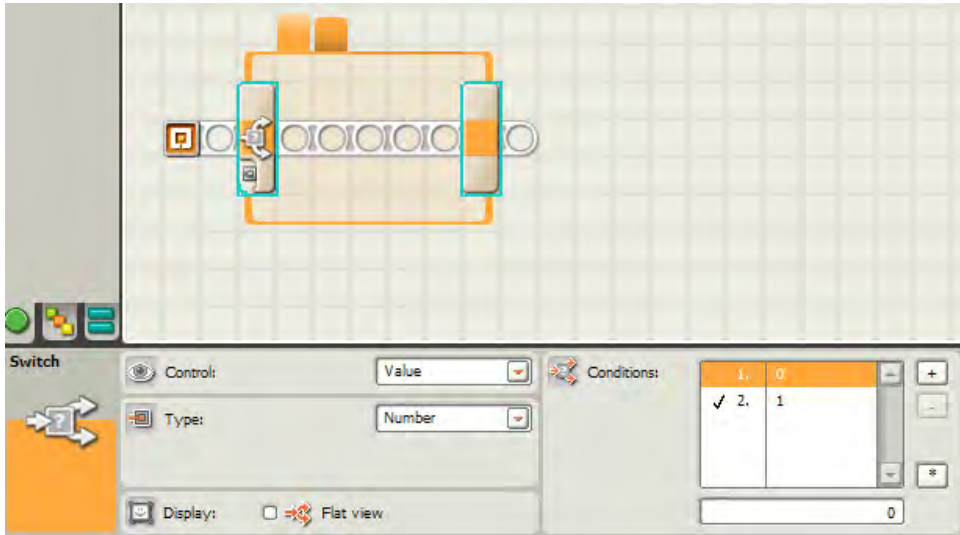 Switch
Control:
Value
Type:
Number
Display:
Flat view
Conditions:
1. 0
✓ 2. 1
+
-
*
0